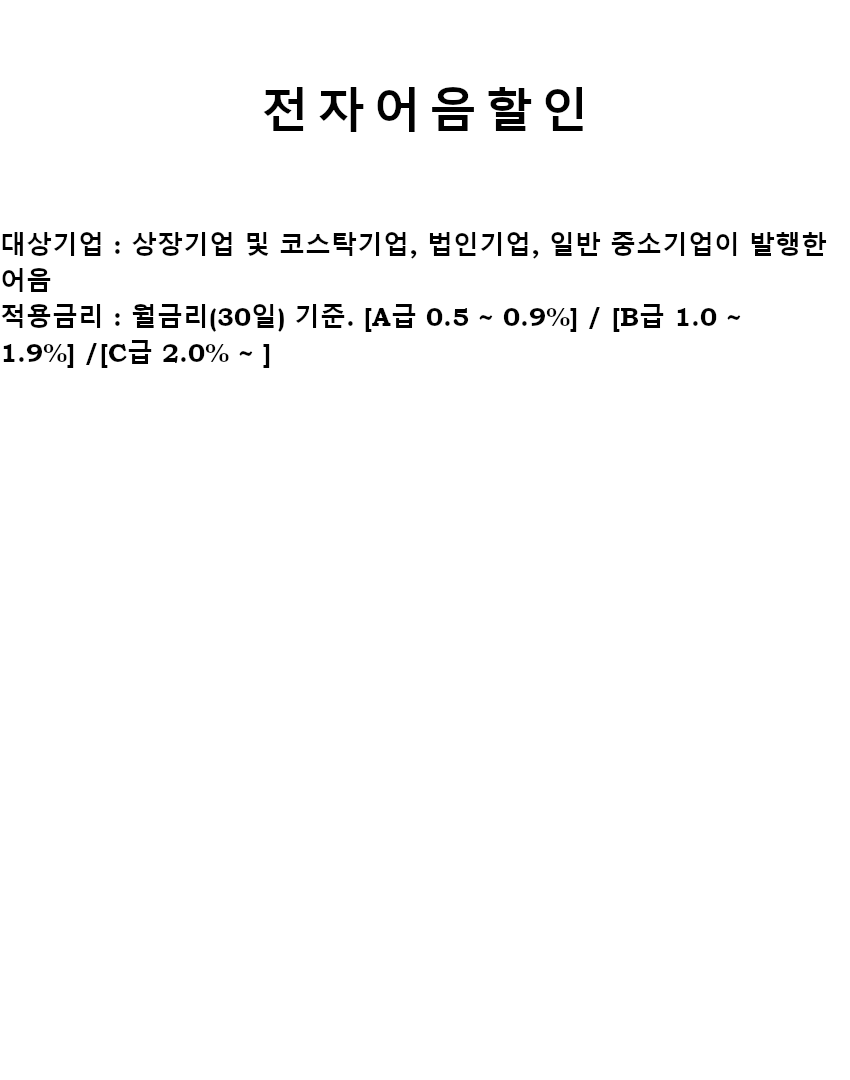 전자어음할인
대상기업 : 상장기업 및 코스탁기업, 법인기업, 일반 중소기업이 발행한
어음
적용금리 : 월금리(30일) 기준. [A급 0.5 ~ 0.9%] / [B급 1.0 ~
1.9%] /[C급 2.0% ~ ]